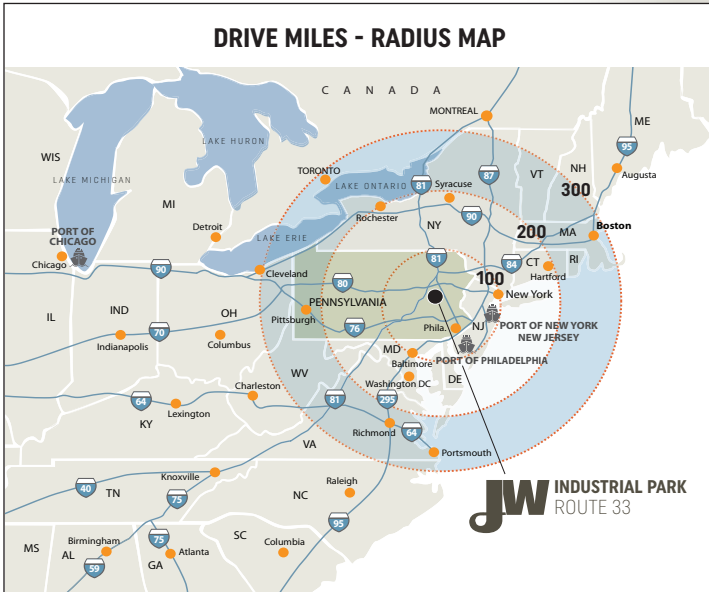 DRIVE MILES - RADIUS MAP
CANADA
MONTREAL
ME
95
LAKE HURON
WIS
LAKE MICHIGAN
TORONTO
LAKE ONTARIO
81
Syracuse
87
VT
NH
300
Augusta
MI
Rochester
90
PORT OF
CHICAGO
Detroit
LAKE ERIE
NY
200
MA
Boston
Chicago
90
Cleveland
81
84
CT
RI
Hartford
100
80
New York
IL
IND
OH
PENNSYLVANIA
Pittsburgh
76
Phila.
NJ
PORT OF NEW YORK
NEW JERSEY
70
Indianapolis
Columbus
MD
Baltimore
PORT OF PHILADELPHIA
WV
Washington DC
DE
Charleston
64
Lexington
81
295
KY
Richmond
64
VA
Portsmouth
Knoxville
40
TN
75
NC
Raleigh
95
JW INDUSTRIAL PARK
ROUTE 33
MS
AL
Birmingham
75
Atlanta
SC
Columbia
59
GA